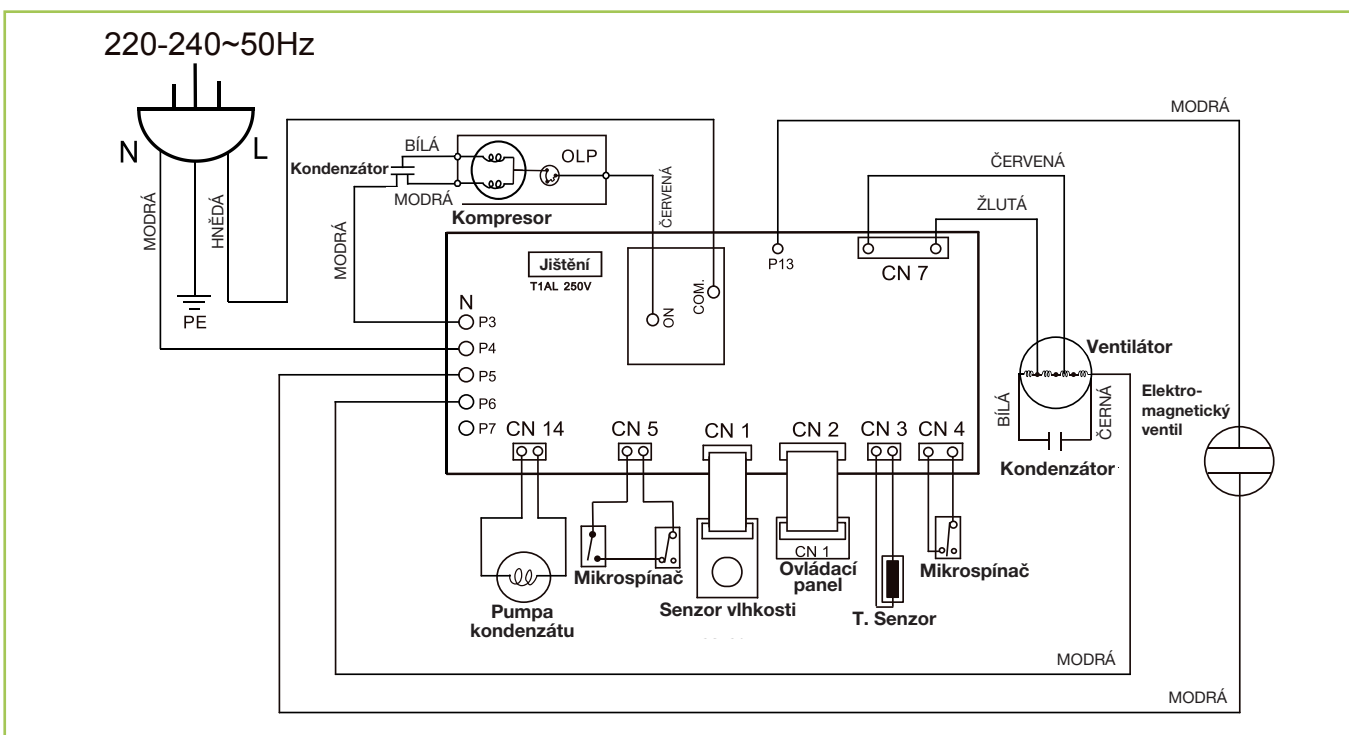 220-240~50Hz
N
L
MODRÁ
HNĚDÁ
PE
Kondenzátor
BÍLÁ
MODRÁ
OLP
Kompresor
MODRÁ
ČERVENÁ
MODRÁ
ČERVENÁ
ŽLUTÁ
Jištění
T1AL 250V
ON
COM.
P13
CN 7
N
P3
P4
P5
P6
P7
CN 14
CN 5
CN 1
CN 2
CN 3
CN 4
Ventilátor
BÍLÁ
ČERNÁ
Kondenzátor
Elektro-
magnetický
ventil
Pumpa
kondenzátu
Mikrospínač
Senzor vlhkosti
CN 1
Ovládací
panel
T. Senzor
Mikrospínač
MODRÁ
MODRÁ